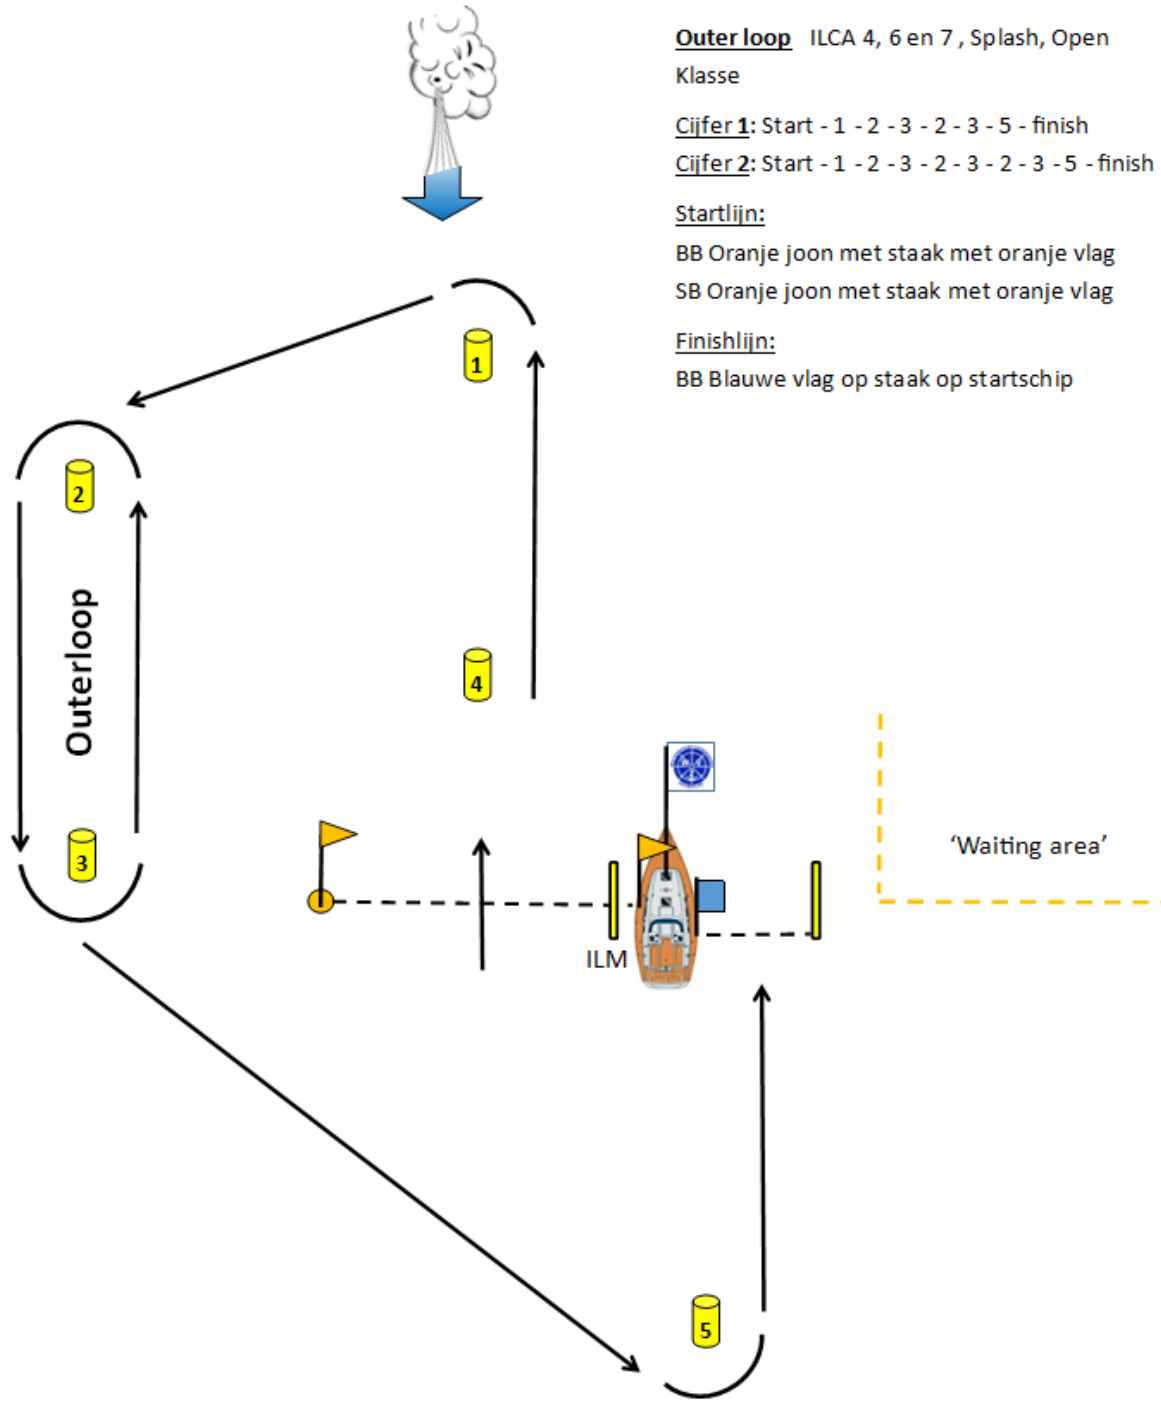 Outer loop ILCA 4, 6 en 7 , Splash, Open
Klasse
Cijfer 1: Start - 1 - 2 - 3 - 2 - 3 - 5 - finish
Cijfer 2: Start - 1 - 2 - 3 - 2 - 3 - 2 - 3 - 5 - finish
Startlijn:
BB Oranje joon met staak met oranje vlag
SB Oranje joon met staak met oranje vlag
Finishlijn:
BB Blauwe vlag op staak op startschip
1
2
Outerloop
4
3
'Waiting area'
ILM
5